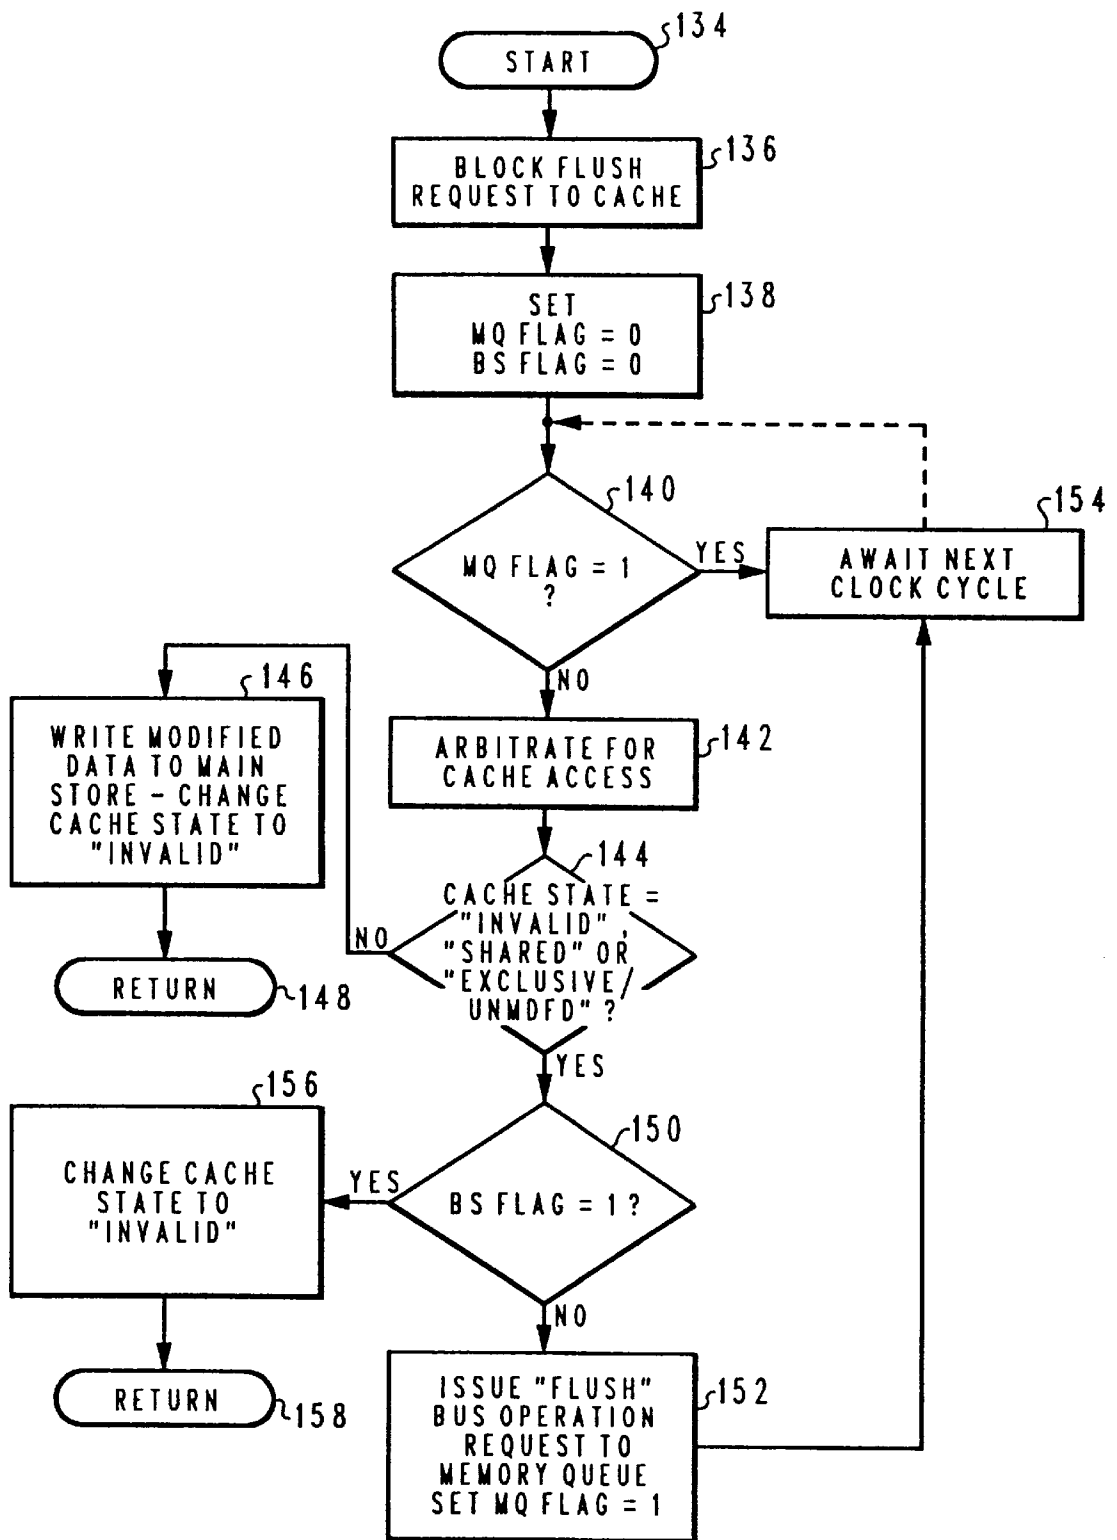 134
START
136
BLOCK FLUSH
REQUEST TO CACHE
138
SET
MQ FLAG = 0
BS FLAG = 0
140
MQ FLAG = 1
?
YES
NO
154
AWAIT NEXT
CLOCK CYCLE
142
ARBITRATE FOR
CACHE ACCESS
144
CACHE STATE =
"INVALID",
"SHARED" OR
"EXCLUSIVE/
UNMDFD" ?
NO
YES
146
WRITE MODIFIED
DATA TO MAIN
STORE – CHANGE
CACHE STATE TO
"INVALID"
RETURN
148
150
BS FLAG = 1 ?
YES
NO
156
CHANGE CACHE
STATE TO
"INVALID"
RETURN
158
152
ISSUE "FLUSH"
BUS OPERATION
REQUEST TO
MEMORY QUEUE
SET MQ FLAG = 1